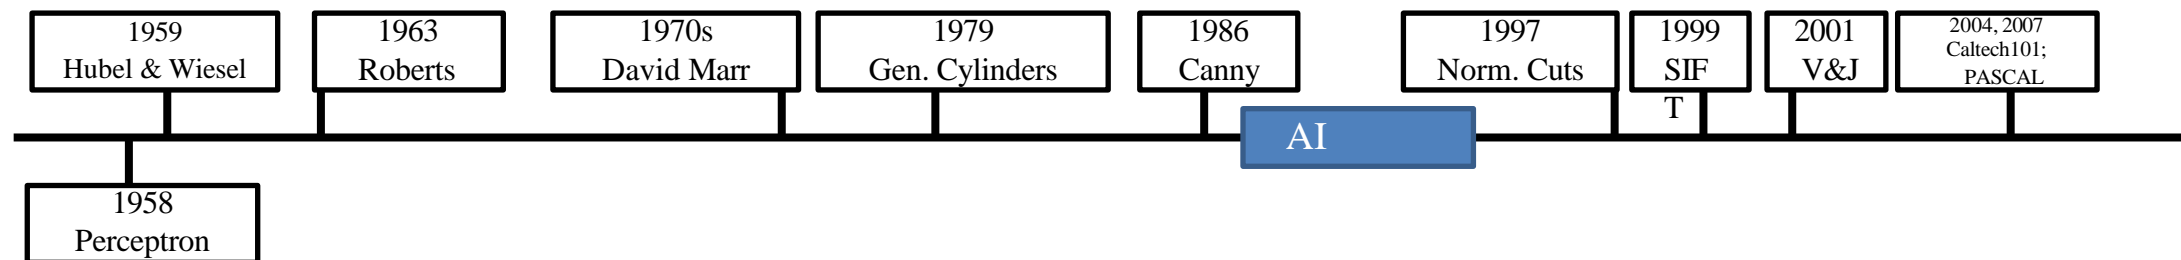 1959
Hubel & Wiesel
1963
Roberts
1970s
David Marr
1979
Gen. Cylinders
1986
Canny
1997
Norm. Cuts
1999
SIF
T
2001
V&J
2004, 2007
Caltech101;
PASCAL
AI
1958
Perceptron